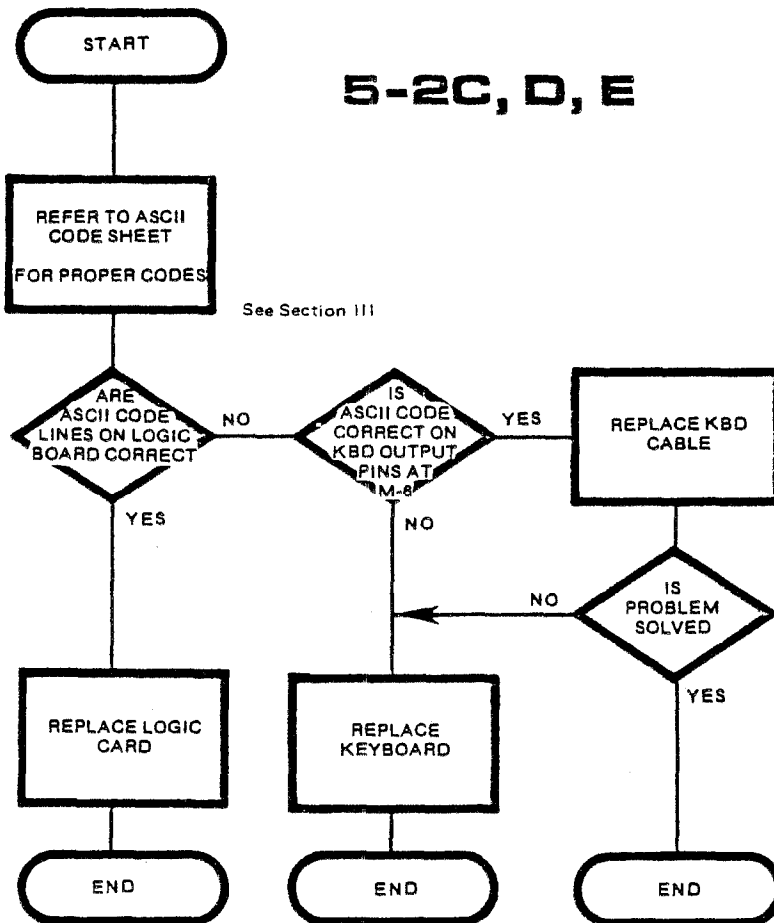 START
5-2C, D, E
REFER TO ASCII
CODE SHEET
FOR PROPER CODES
See Section III
ARE
ASCII CODE
LINES ON LOGIC
BOARD CORRECT
NO
IS
ASCII CODE
CORRECT ON
KBD OUTPUT
PINS AT
M-6
YES
REPLACE KBD
CABLE
YES
NO
NO
IS
PROBLEM
SOLVED
YES
REPLACE LOGIC
CARD
REPLACE
KEYBOARD
END
END
END